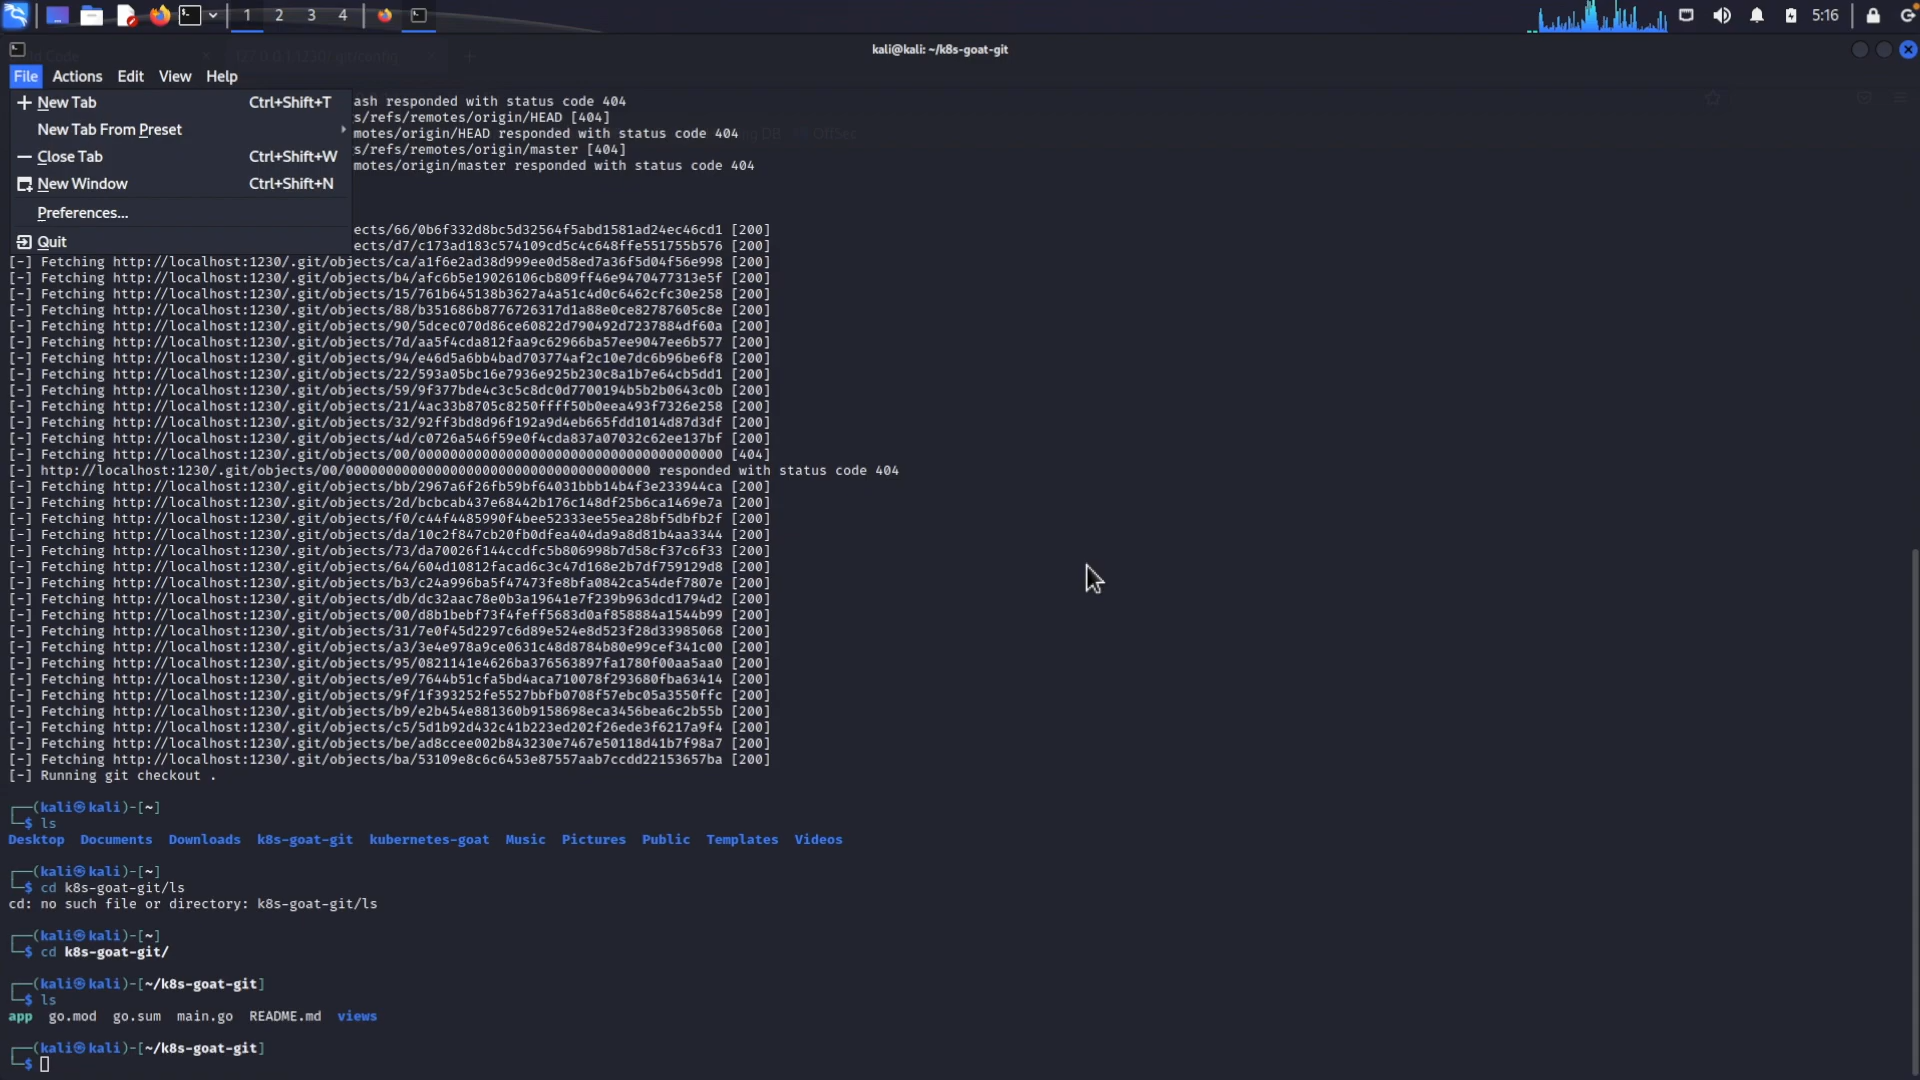 1 2 3 4 5:16
kali@kali: ~/k8s-goat-git
File Actions Edit View Help
New Tab Ctrl+Shift+T
New Tab From Preset
Close Tab Ctrl+Shift+W
New Window Ctrl+Shift+N
Preferences...
Quit
ash responded with status code 404
s/refs/remotes/origin/HEAD [404]
motes/origin/HEAD responded with status code 404
s/refs/remotes/origin/master [404]
motes/origin/master responded with status code 404
ects/66/0b6f332d8bc5d32564f5abd1581ad24ec46cd1 [200]
ects/d7/c173ad183c574109cd5c4c648ffe551755b576 [200]
[-] Fetching http://localhost:1230/.git/objects/ca/a1f6e2ad38d999ee0d58ed7a36f5d04f56e998 [200]
[-] Fetching http://localhost:1230/.git/objects/b4/afc6b5e19026106cb809ff46e9470477313e5f [200]
[-] Fetching http://localhost:1230/.git/objects/15/761b645138b3627a4a51c4d0c6462cfc30e258 [200]
[-] Fetching http://localhost:1230/.git/objects/88/b351686b8776726317d1a88e0ce82787605c8e [200]
[-] Fetching http://localhost:1230/.git/objects/90/5dcec070d86ce60822d790492d7237884df60a [200]
[-] Fetching http://localhost:1230/.git/objects/7d/aa5f4cda812faa9c62966ba57ee9047ee6b577 [200]
[-] Fetching http://localhost:1230/.git/objects/94/e46d5a6bb4bad703774af2c10e7dc6b96be6f8 [200]
[-] Fetching http://localhost:1230/.git/objects/22/593a05bc16e7936e925b230c8a1b7e64cb5dd1 [200]
[-] Fetching http://localhost:1230/.git/objects/59/9f377bde4c3c5c8dc0d7700194b5b2b0643c0b [200]
[-] Fetching http://localhost:1230/.git/objects/21/4ac33b8705c8250ffff50b0eea493f7326e258 [200]
[-] Fetching http://localhost:1230/.git/objects/32/92ff3bd8d96f192a9d4eb665fdd1014d87d3df [200]
[-] Fetching http://localhost:1230/.git/objects/4d/c0726a546f59e0f4cda837a07032c62ee137bf [200]
[-] Fetching http://localhost:1230/.git/objects/00/00000000000000000000000000000000000000 [404]
[-] http://localhost:1230/.git/objects/00/00000000000000000000000000000000000000 responded with status code 404
[-] Fetching http://localhost:1230/.git/objects/bb/2967a6f26fb59bf64031bbb14b4f3e233944ca [200]
[-] Fetching http://localhost:1230/.git/objects/2d/bcbcab437e68442b176c148df25b6ca1469e7a [200]
[-] Fetching http://localhost:1230/.git/objects/f0/c44f4485990f4bee52333ee55ea28bf5dbfb2f [200]
[-] Fetching http://localhost:1230/.git/objects/da/10c2f847cb20fb0dfea404da9a8d81b4aa3344 [200]
[-] Fetching http://localhost:1230/.git/objects/73/da70026f144ccdfc5b806998b7d58cf37c6f33 [200]
[-] Fetching http://localhost:1230/.git/objects/64/604d10812facad6c3c47d168e2b7df759129d8 [200]
[-] Fetching http://localhost:1230/.git/objects/b3/c24a996ba5f47473fe8bfa0842ca54def7807e [200]
[-] Fetching http://localhost:1230/.git/objects/db/dc32aac78e0b3a19641e7f239b963dcd1794d2 [200]
[-] Fetching http://localhost:1230/.git/objects/00/d8b1bebf73f4feff5683d0af858884a1544b99 [200]
[-] Fetching http://localhost:1230/.git/objects/31/7e0f45d2297c6d89e524e8d523f28d33985068 [200]
[-] Fetching http://localhost:1230/.git/objects/a3/3e4e978a9ce0631c48d8784b80e99cef341c00 [200]
[-] Fetching http://localhost:1230/.git/objects/95/0821141e4626ba376563897fa1780f00aa5aa0 [200]
[-] Fetching http://localhost:1230/.git/objects/e9/7644b51cfa5bd4aca710078f293680fba63414 [200]
[-] Fetching http://localhost:1230/.git/objects/9f/1f393252fe5527bbfb0708f57ebc05a3550ffc [200]
[-] Fetching http://localhost:1230/.git/objects/b9/e2b454e881360b9158698eca3456bea6c2b55b [200]
[-] Fetching http://localhost:1230/.git/objects/c5/5d1b92d432c41b223ed202f26ede3f6217a9f4 [200]
[-] Fetching http://localhost:1230/.git/objects/be/ad8ccee002b843230e7467e50118d41b7f98a7 [200]
[-] Fetching http://localhost:1230/.git/objects/ba/53109e8c6c6453e87557aab7ccdd22153657ba [200]
[-] Running git checkout .
┌──(kali㉿kali)-[~]
└─$ ls
Desktop Documents Downloads k8s-goat-git kubernetes-goat Music Pictures Public Templates Videos
┌──(kali㉿kali)-[~]
└─$ cd k8s-goat-git/ls
cd: no such file or directory: k8s-goat-git/ls
┌──(kali㉿kali)-[~]
└─$ cd k8s-goat-git/
┌──(kali㉿kali)-[~/k8s-goat-git]
└─$ ls
app go.mod go.sum main.go README.md views
┌──(kali㉿kali)-[~/k8s-goat-git]
└─$